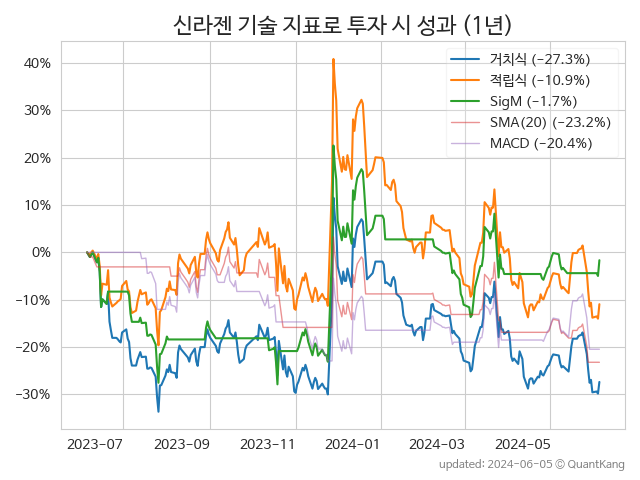 신라젠 기술 지표로 투자 시 성과 (1년)
거치식 (−27.3%)
적립식 (−10.9%)
SigM (−1.7%)
SMA(20) (−23.2%)
MACD (−20.4%)
40%
30%
20%
10%
0%
−10%
−20%
−30%
2023−07 2023−09 2023−11 2024−01 2024−03 2024−05
updated: 2024-06-05 © QuantKang